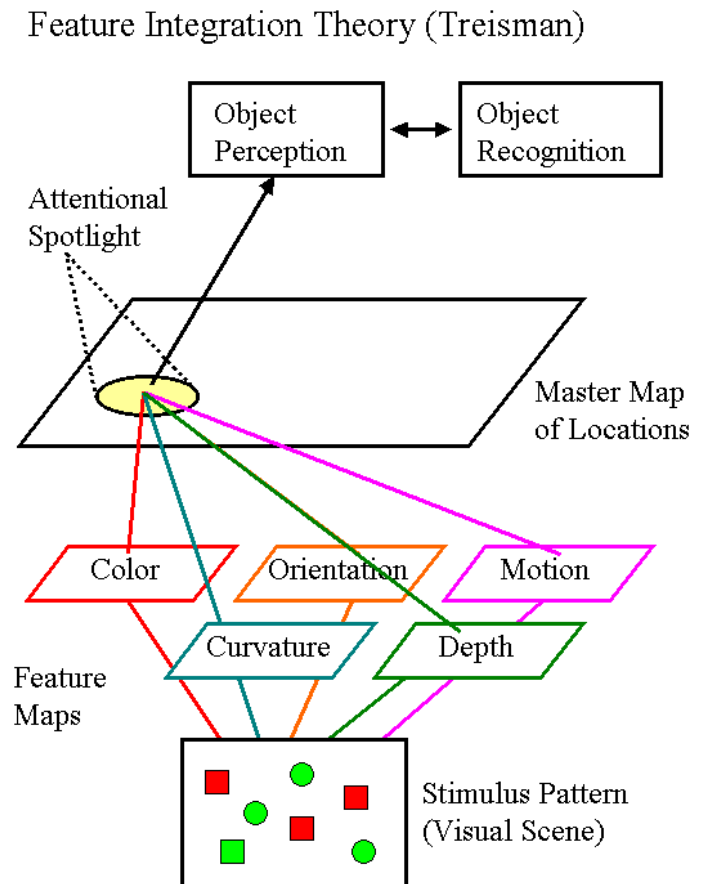 Feature Integration Theory (Treisman)
Object
Perception
Object
Recognition
Attentional
Spotlight
Master Map
of Locations
Color
Orientation
Motion
Curvature
Depth
Feature
Maps
Stimulus Pattern
(Visual Scene)